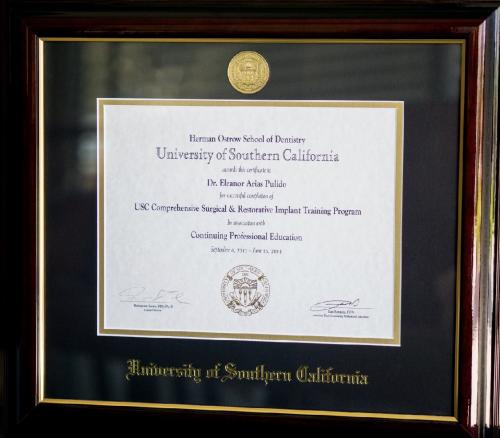 Herman Ostrow School of Dentistry
University of Southern California
awards this certificate to
Dr. Eleanor Arias Pulido
for successful completion of
USC Comprehensive Surgical & Restorative Implant Training Program
In association with
Continuing Professional Education
University of Southern California